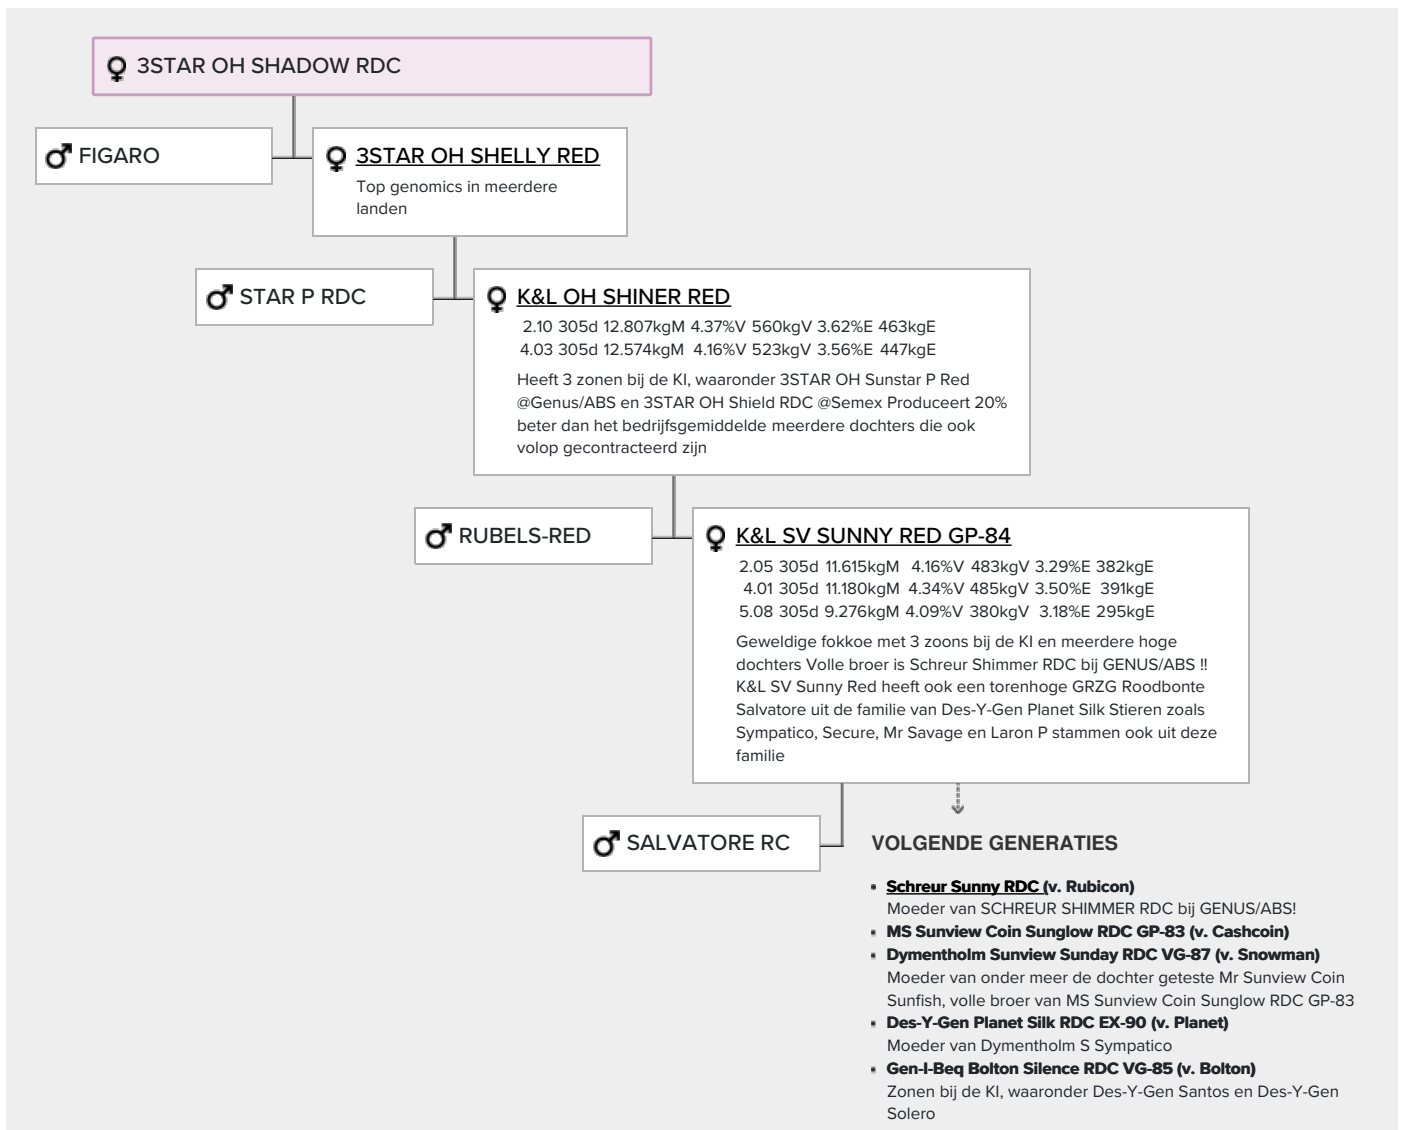 3STAR OH SHADOW RDC
FIGARO
3STAR OH SHELLY RED
Top genomics in meerdere
landen
STAR P RDC
K&L OH SHINER RED
2.10 305d 12.807kgM 4.37%V 560kgV 3.62%E 463kgE
4.03 305d 12.574kgM 4.16%V 523kgV 3.56%E 447kgE
Heeft 3 zonen bij de KI, waaronder 3STAR OH Sunstar P Red
@Genus/ABS en 3STAR OH Shield RDC @Semex Produceert 20%
beter dan het bedrijfsgemiddelde meerdere dochters die ook
volop gecontracteerd zijn
RUBELS-RED
K&L SV SUNNY RED GP-84
2.05 305d 11.615kgM 4.16%V 483kgV 3.29%E 382kgE
4.01 305d 11.180kgM 4.34%V 485kgV 3.50%E 391kgE
5.08 305d 9.276kgM 4.09%V 380kgV 3.18%E 295kgE
Geweldige fokkoe met 3 zoons bij de KI en meerdere hoge
dochters Volle broer is Schreur Shimmer RDC bij GENUS/ABS !!
K&L SV Sunny Red heeft ook een torenhoge GRZG Roodbonte
Salvatore uit de familie van Des-Y-Gen Planet Silk Stieren zoals
Sympatico, Secure, Mr Savage en Laron P stammen ook uit deze
familie
SALVATORE RC
VOLGENDE GENERATIES
Schreur Sunny RDC (v. Rubicon)
Moeder van SCHREUR SHIMMER RDC bij GENUS/ABS!
MS Sunview Coin Sunglow RDC GP-83 (v. Cashcoin)
Dymentholm Sunview Sunday RDC VG-87 (v. Snowman)
Moeder van onder meer de dochter geteste Mr Sunview Coin
Sunfish, volle broer van MS Sunview Coin Sunglow RDC GP-83
Des-Y-Gen Planet Silk RDC EX-90 (v. Planet)
Moeder van Dymentholm S Sympatico
Gen-I-Beq Bolton Silence RDC VG-85 (v. Bolton)
Zonen bij de KI, waaronder Des-Y-Gen Santos en Des-Y-Gen
Solero